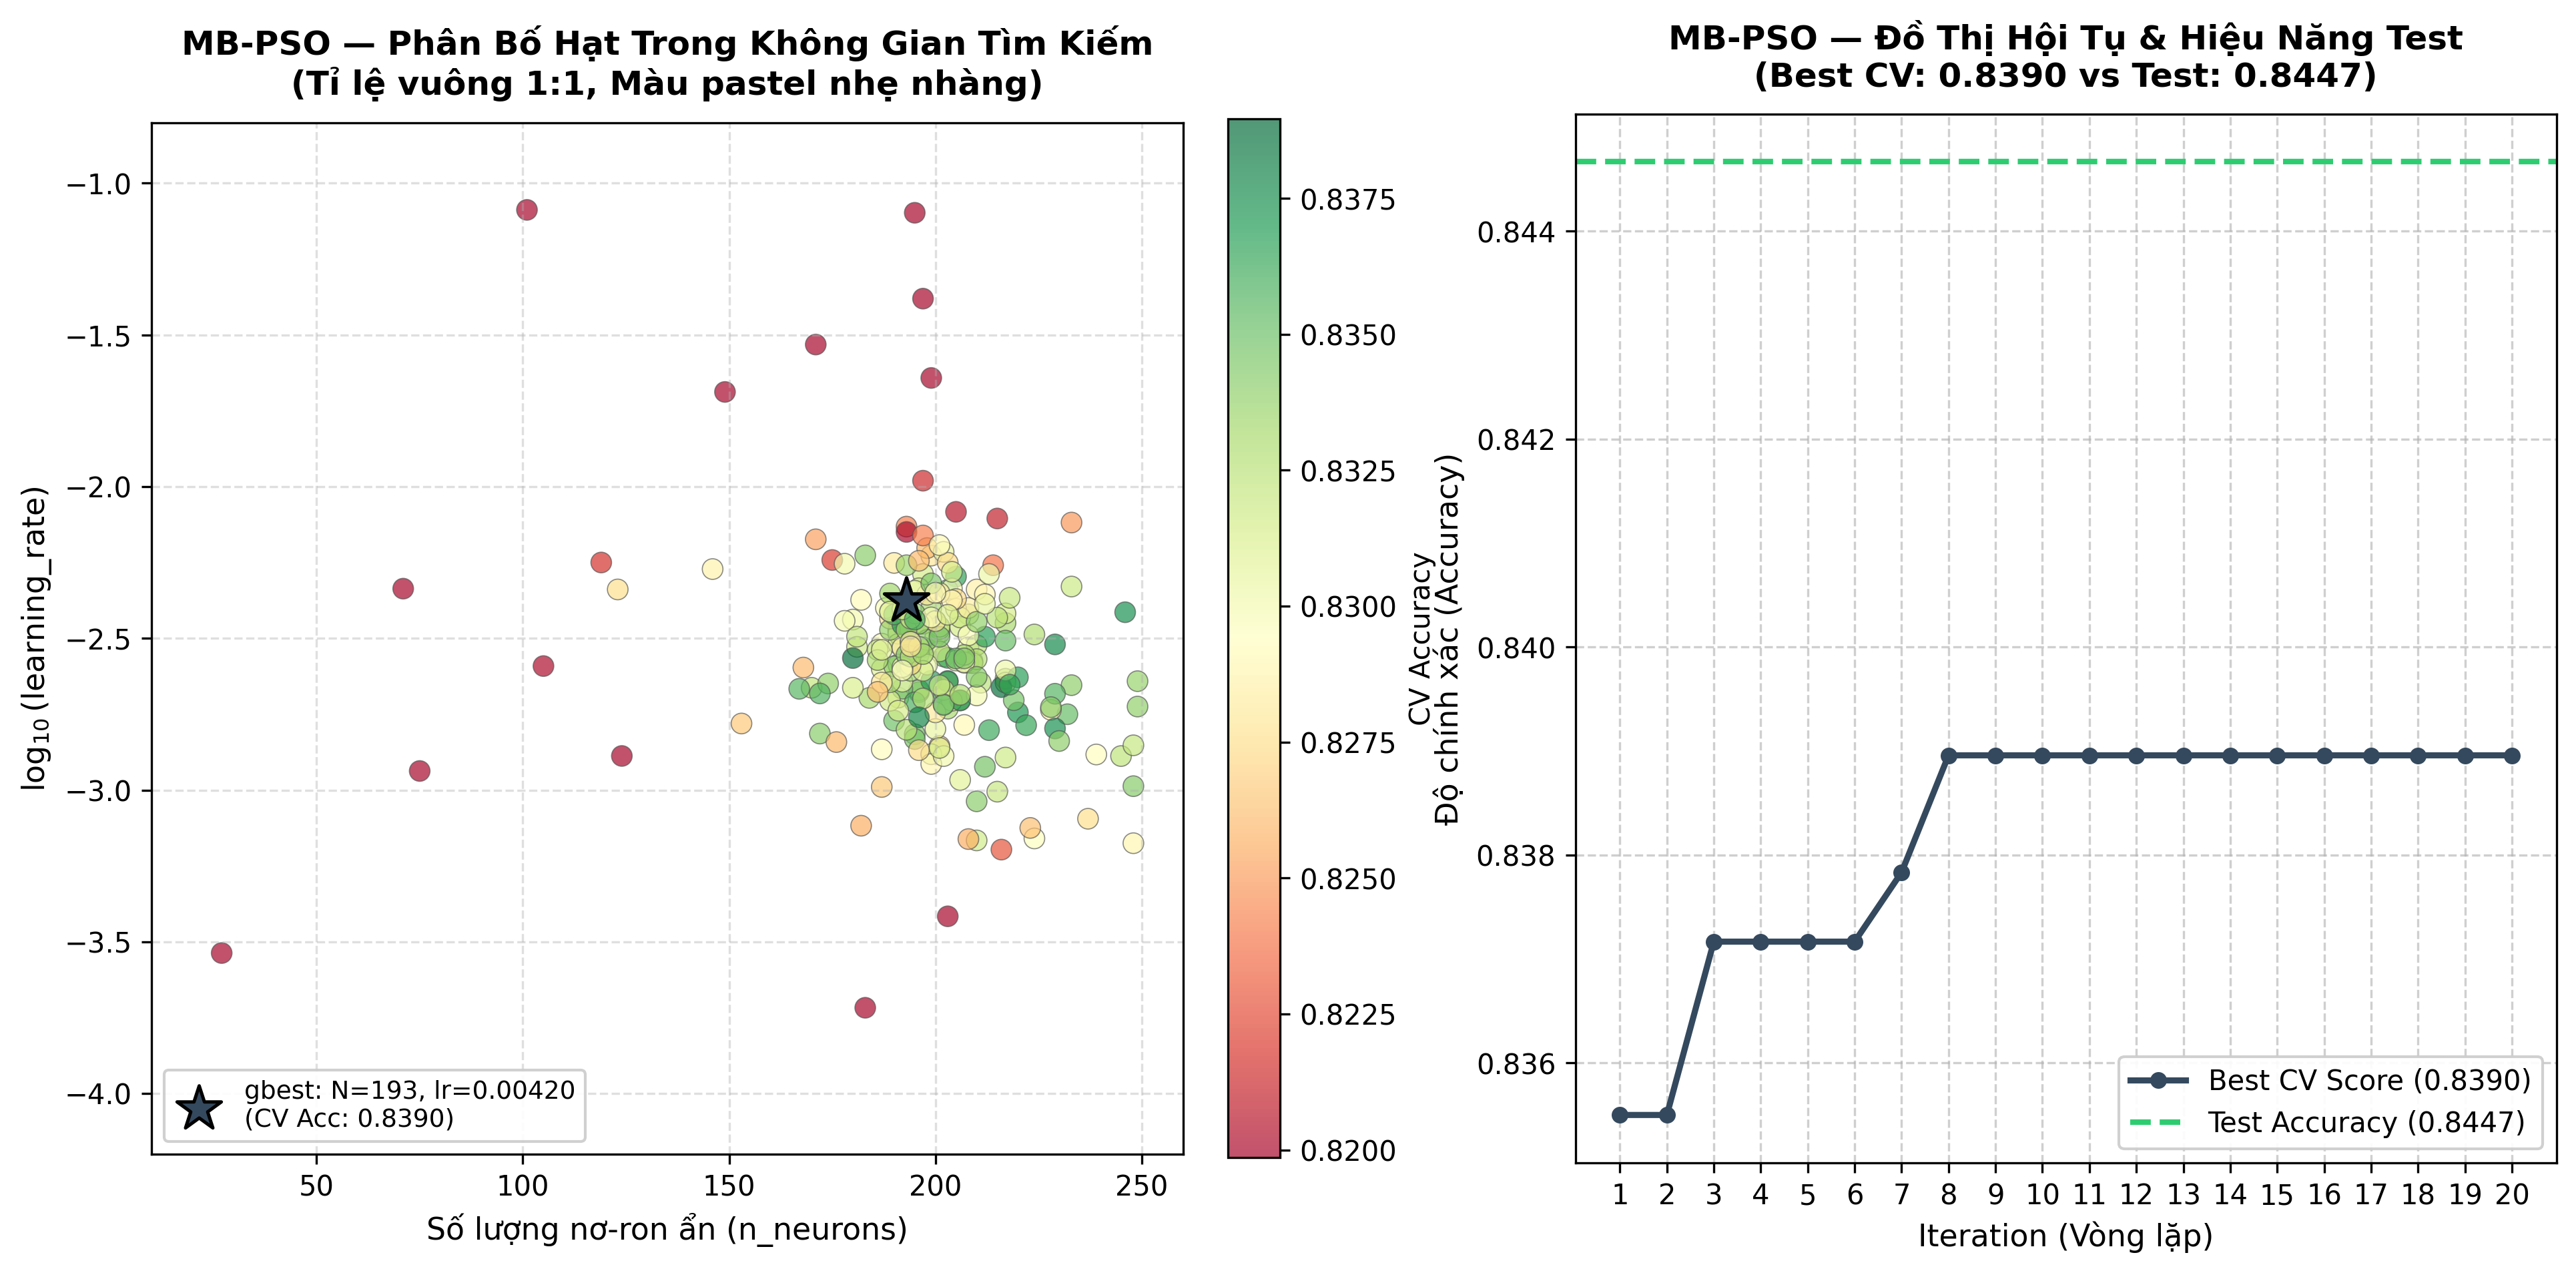 MB-PSO — Phân Bố Hạt Trong Không Gian Tìm Kiếm
(Tỉ lệ vuông 1:1, Màu pastel nhẹ nhàng)
log₁₀(learning_rate)
−1.0
−1.5
−2.0
−2.5
−3.0
−3.5
−4.0
gbest: N=193, lr=0.00420
(CV Acc: 0.8390)
50 100 150 200 250
Số lượng nơ-ron ẩn (n_neurons)
0.8375
0.8350
0.8325
0.8300
0.8275
0.8250
0.8225
0.8200
CV Accuracy
MB-PSO — Đồ Thị Hội Tụ & Hiệu Năng Test
(Best CV: 0.8390 vs Test: 0.8447)
Độ chính xác (Accuracy)
0.844
0.842
0.840
0.838
0.836
Best CV Score (0.8390)
Test Accuracy (0.8447)
1 2 3 4 5 6 7 8 9 10 11 12 13 14 15 16 17 18 19 20
Iteration (Vòng lặp)